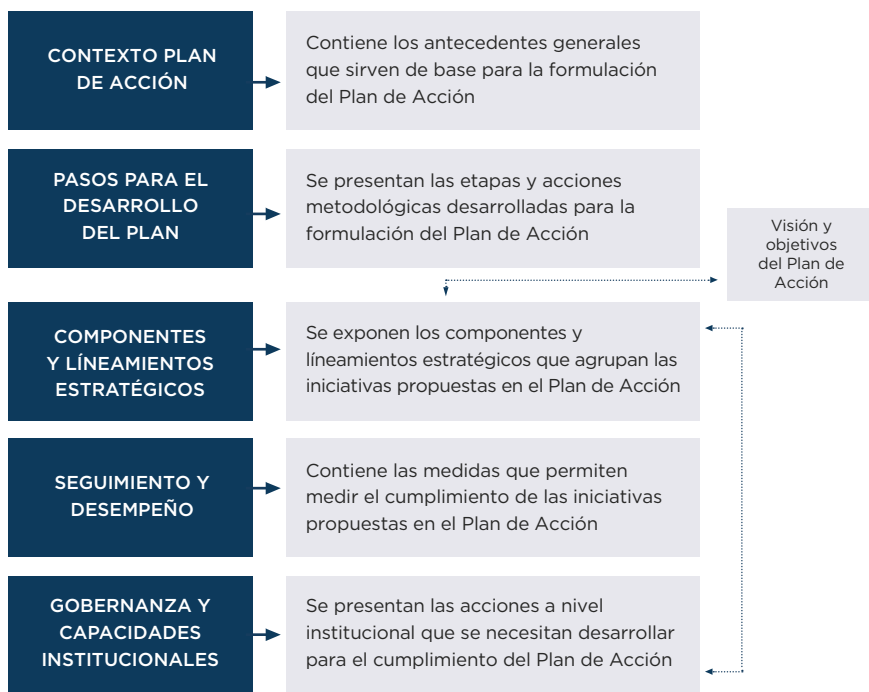 CONTEXTO PLAN
DE ACCIÓN
Contiene los antecedentes generales
que sirven de base para la formulación
del Plan de Acción
PASOS PARA EL
DESARROLLO
DEL PLAN
Se presentan las etapas y acciones
metodológicas desarrolladas para la
formulación del Plan de Acción
Visión y
objetivos
del Plan de
Acción
COMPONENTES
Y LÍNEAMIENTOS
ESTRATÉGICOS
Se exponen los componentes y
líneamientos estratégicos que agrupan las
iniciativas propuestas en el Plan de Acción
SEGUIMIENTO Y
DESEMPEÑO
Contiene las medidas que permiten
medir el cumplimiento de las iniciativas
propuestas en el Plan de Acción
GOBERNANZA Y
CAPACIDADES
INSTITUCIONALES
Se presentan las acciones a nivel
institucional que se necesitan desarrollar
para el cumplimiento del Plan de Acción